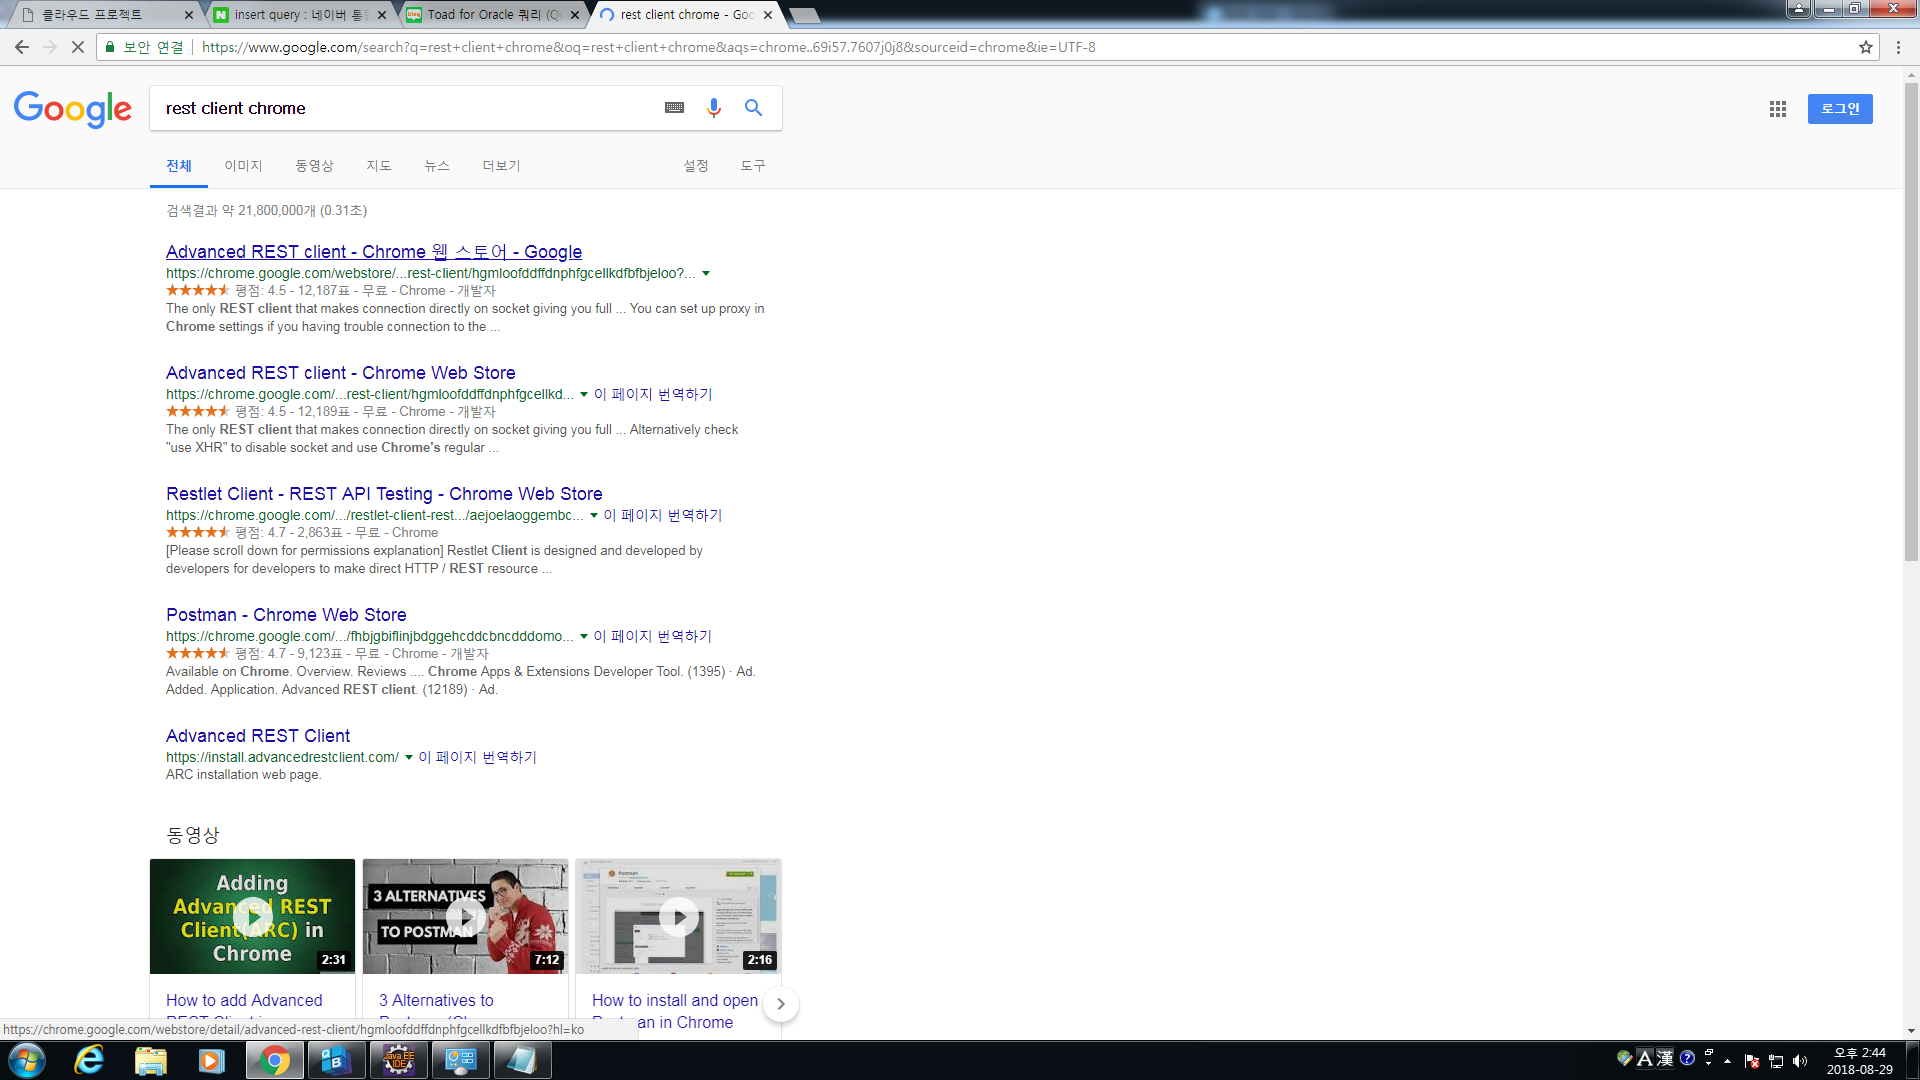 클라우드 프로젝트
insert query : 네이버 통합
Toad for Oracle 쿼리 (Q
rest client chrome - Goo
보안 연결
https://www.google.com/search?q=rest+client+chrome&oq=rest+client+chrome&aqs=chrome..69i57.7607j0j8&sourceid=chrome&ie=UTF-8
Google
rest client chrome
로그인
전체
이미지
동영상
지도
뉴스
더보기
설정
도구
검색결과 약 21,800,000개 (0.31초)
Advanced REST client - Chrome 웹 스토어 - Google
https://chrome.google.com/webstore/...rest-client/hgmloofddffdnphfgcellkdfbfbjeloo?...
평점: 4.5 - 12,187표 - 무료 - Chrome - 개발자
The only REST client that makes connection directly on socket giving you full ... You can set up proxy in
Chrome settings if you having trouble connection to the ...
Advanced REST client - Chrome Web Store
https://chrome.google.com/...rest-client/hgmloofddffdnphfgcellkd... 이 페이지 번역하기
평점: 4.5 - 12,189표 - 무료 - Chrome - 개발자
The only REST client that makes connection directly on socket giving you full ... Alternatively check
"use XHR" to disable socket and use Chrome's regular ...
Restlet Client - REST API Testing - Chrome Web Store
https://chrome.google.com/.../restlet-client-rest.../aejoelaoggembc... 이 페이지 번역하기
평점: 4.7 - 2,863표 - 무료 - Chrome
[Please scroll down for permissions explanation] Restlet Client is designed and developed by
developers for developers to make direct HTTP / REST resource ...
Postman - Chrome Web Store
https://chrome.google.com/.../fhbjgbiflinjbdggehcddcbncdddomo... 이 페이지 번역하기
평점: 4.7 - 9,123표 - 무료 - Chrome - 개발자
Available on Chrome. Overview. Reviews .... Chrome Apps & Extensions Developer Tool. (1395) · Ad.
Added. Application. Advanced REST client. (12189) · Ad.
Advanced REST Client
https://install.advancedrestclient.com/ 이 페이지 번역하기
ARC installation web page.
동영상
Adding
Advanced REST
Client(ARC) in
Chrome
2:31
3 ALTERNATIVES
TO POSTMAN
7:12
Postman
2:16
How to add Advanced
REST Client in
3 Alternatives to
How to install and open
Postman in Chrome
https://chrome.google.com/webstore/detail/advanced-rest-client/hgmloofddffdnphfgcellkdfbfbjeloo?hl=ko
Java EE
IDE
A 漢
오후 2:44
2018-08-29